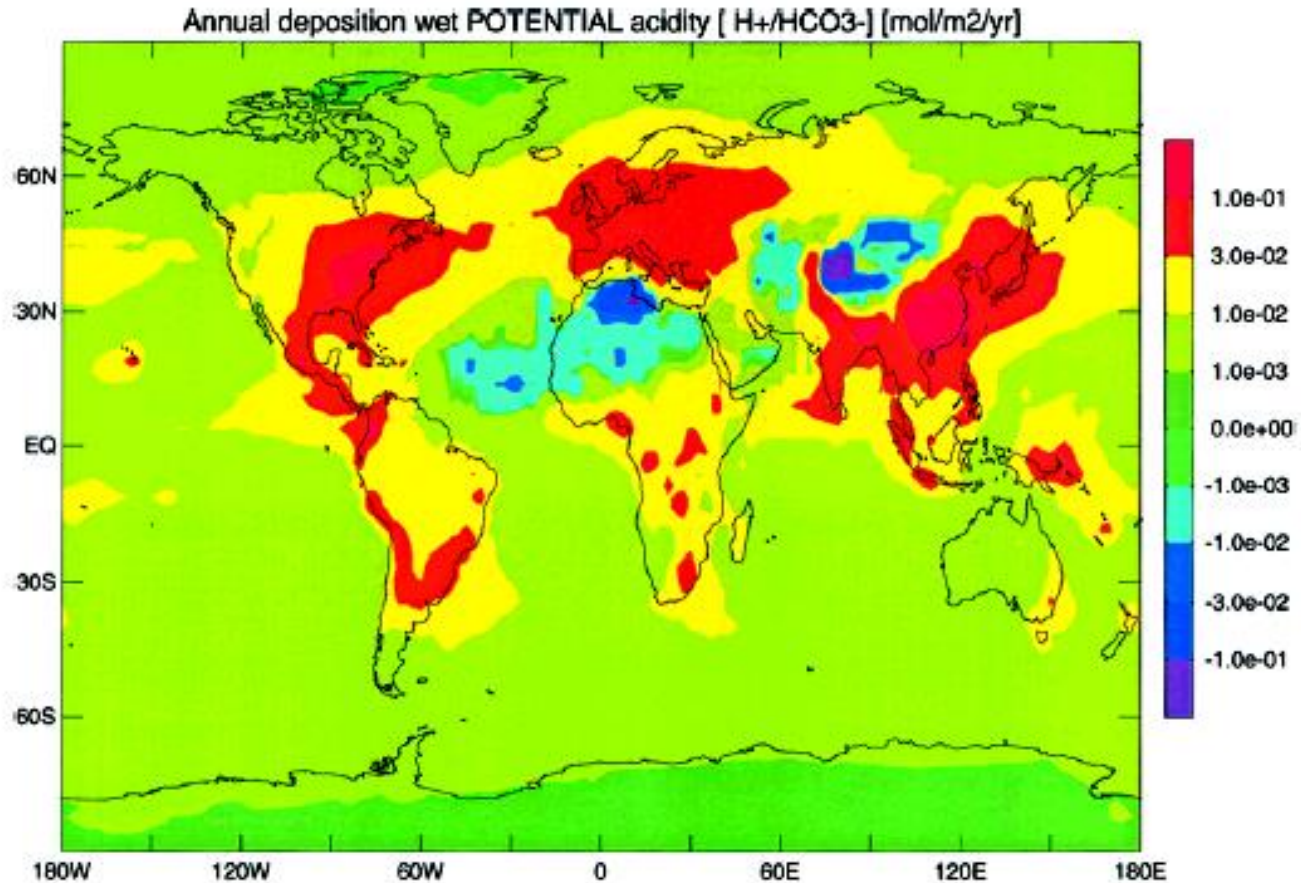 Annual deposition wet POTENTIAL acidity [ H+/HCO3-] [mol/m2/yr]
60N
30N
EQ
30S
60S
180W
120W
60W
0
60E
120E
180E
1.0e-01
3.0e-02
1.0e-02
1.0e-03
0.0e+00
-1.0e-03
-1.0e-02
-3.0e-02
-1.0e-01